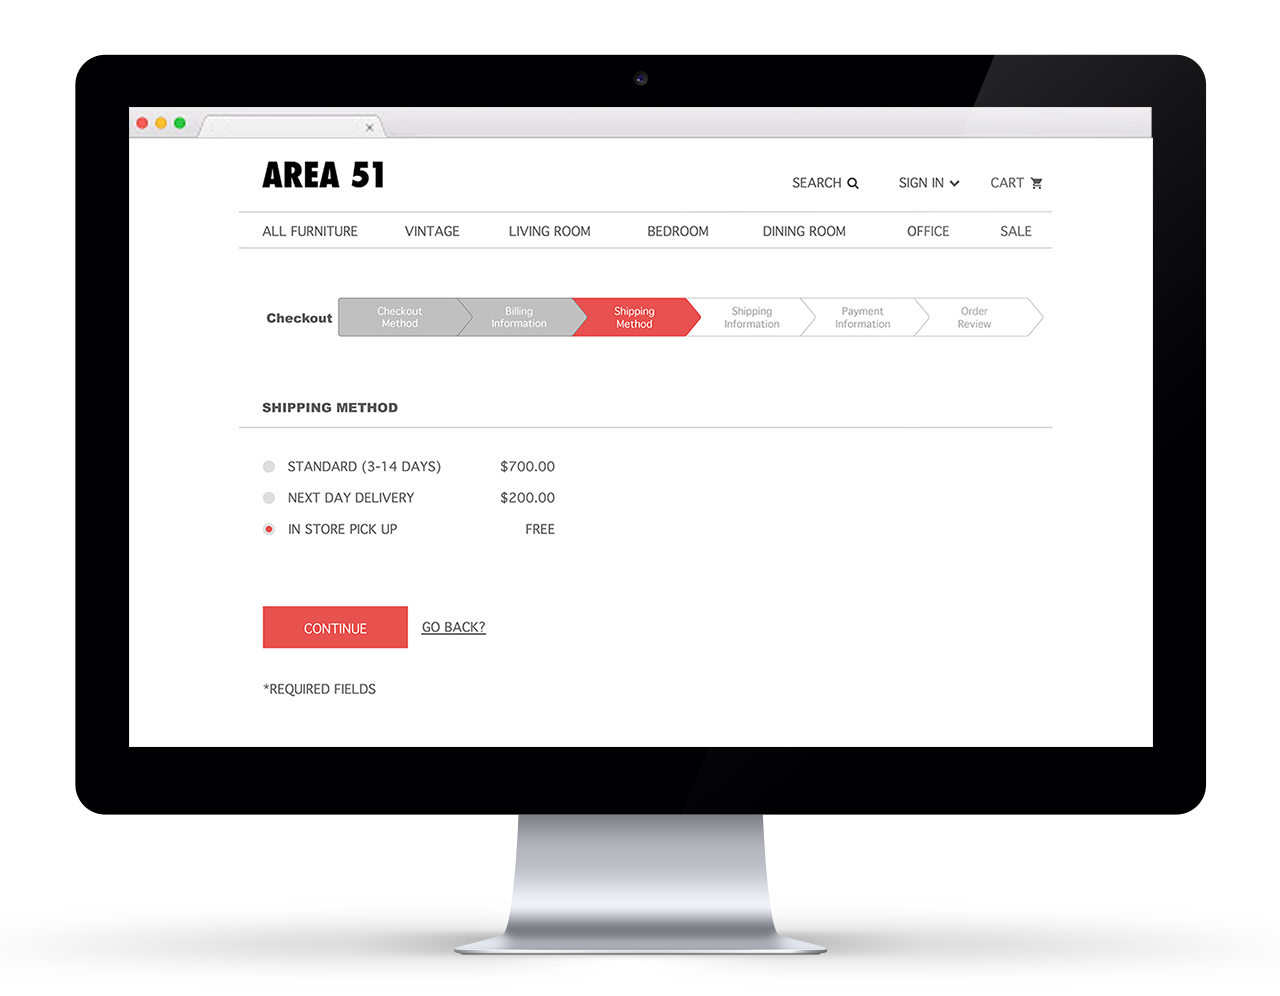 AREA 51
SEARCH
SIGN IN
CART
ALL FURNITURE VINTAGE LIVING ROOM BEDROOM DINING ROOM OFFICE SALE
Checkout
Checkout
Method
Billing
Information
Shipping
Method
Shipping
Information
Payment
Information
Order
Review
SHIPPING METHOD
STANDARD (3-14 DAYS) $700.00
NEXT DAY DELIVERY $200.00
IN STORE PICK UP FREE
CONTINUE GO BACK?
*REQUIRED FIELDS